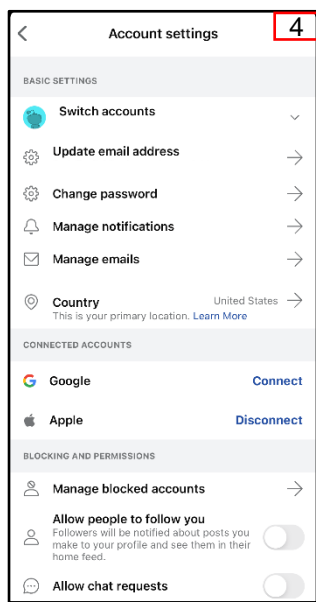 Account settings
4
BASIC SETTINGS
Switch accounts
Update email address
Change password
Manage notifications
Manage emails
Country
United States
This is your primary location. Learn More
CONNECTED ACCOUNTS
Google
Connect
Apple
Disconnect
BLOCKING AND PERMISSIONS
Manage blocked accounts
Allow people to follow you
Followers will be notified about posts you
make to your profile and see them in their
home feed.
Allow chat requests